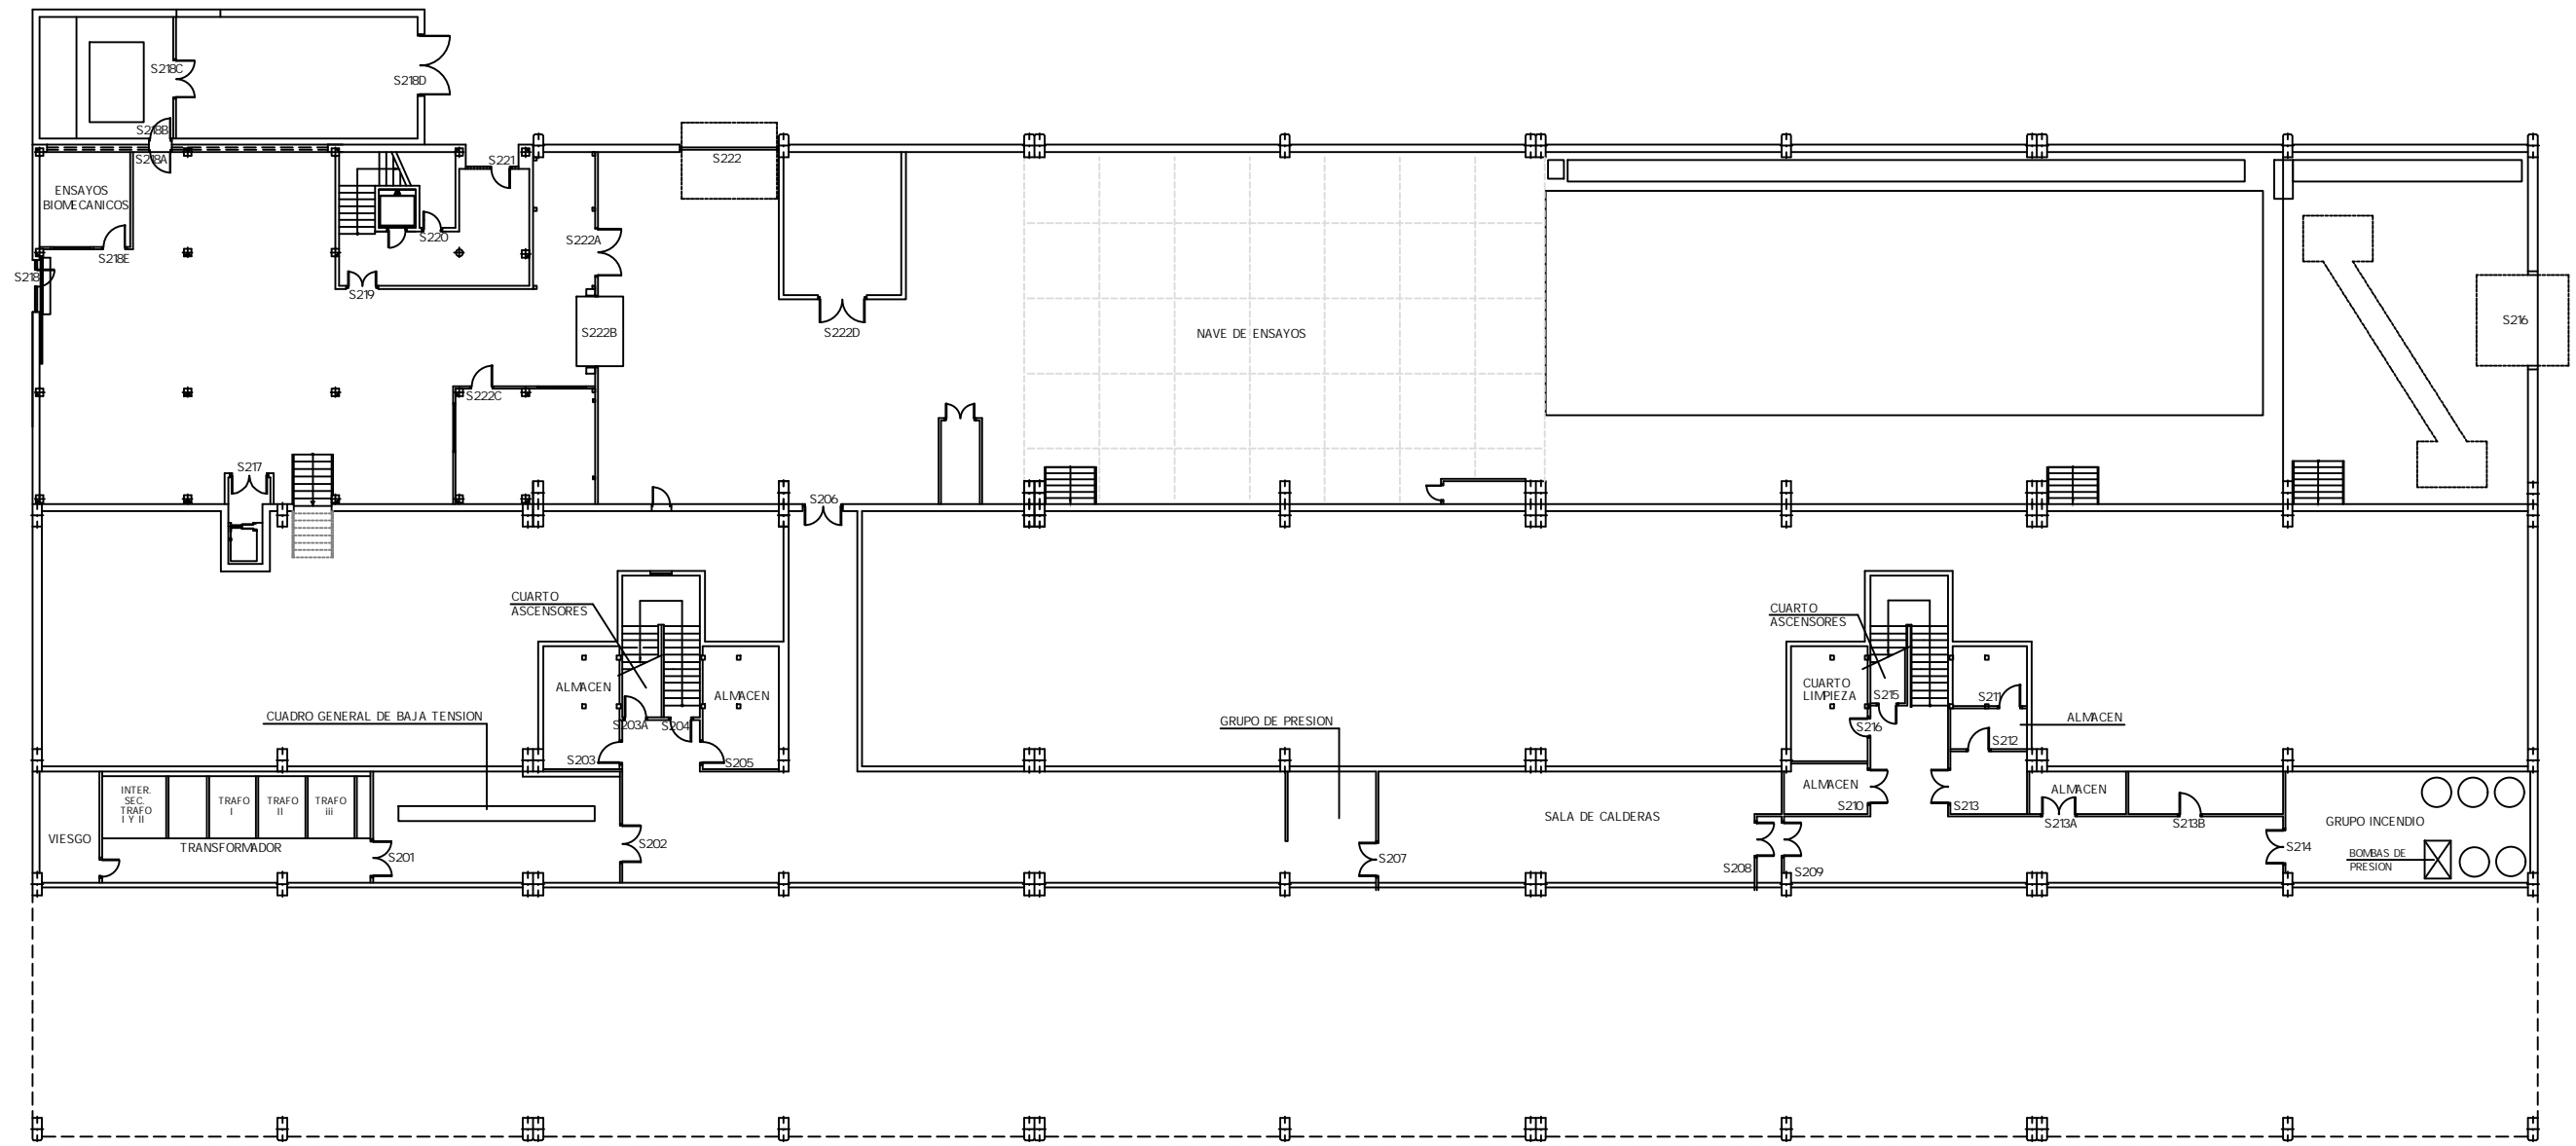 S218C
S218D
S218B
S218A
S221
S222
ENSAYOS
BIOMECANICOS
S218E
S220
S222A
S218
S219
S222B
S222D
NAVE DE ENSAYOS
S216
S222C
S217
S206
CUARTO
ASCENSORES
CUARTO
ASCENSORES
ALMACEN
ALMACEN
CUARTO
LIMPIEZA
S215
S211
CUADRO GENERAL DE BAJA TENSION
S203A
S204
GRUPO DE PRESION
S216
ALMACEN
S212
S203
S205
INTER.
SEC.
TRAFO
I Y II
TRAFO
I
TRAFO
II
TRAFO
iii
ALMACEN
S210
S213
ALMACEN
VIESGO
TRANSFORMADOR
S201
S202
SALA DE CALDERAS
S213A
S213B
GRUPO INCENDIO
S207
S208
S209
S214
BOMBAS DE
PRESION